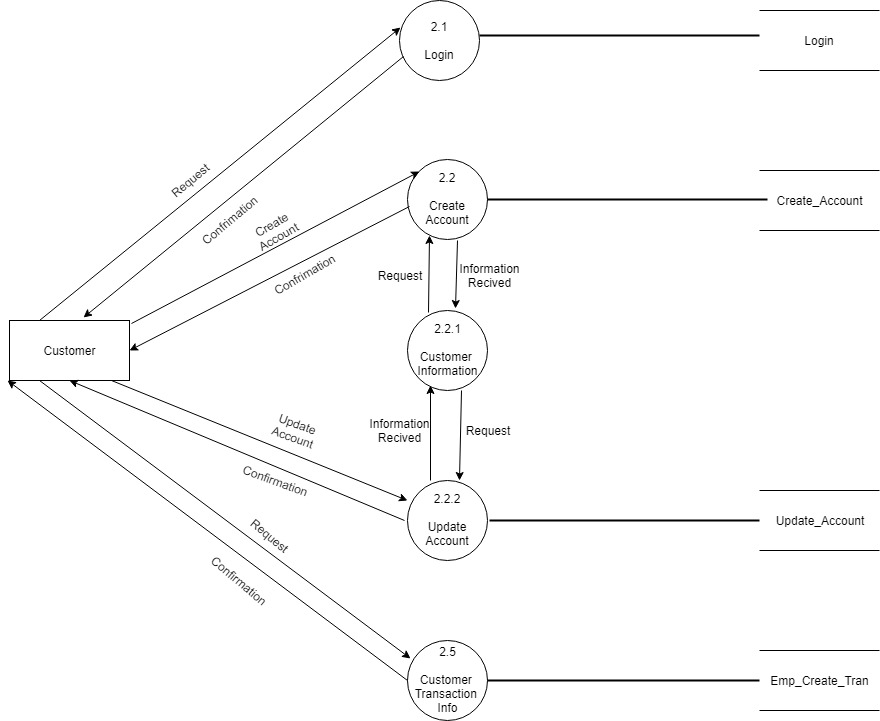 2.1
Login
Login
Request
Confrimation
2.2
Create
Account
Create_Account
Create
Account
Confrimation
Request
Information
Recived
Customer
2.2.1
Customer
Information
Information
Recived
Request
Update
Account
Confirmation
2.2.2
Update
Account
Update_Account
Request
Confirmation
2.5
Customer
Transaction
Info
Emp_Create_Tran